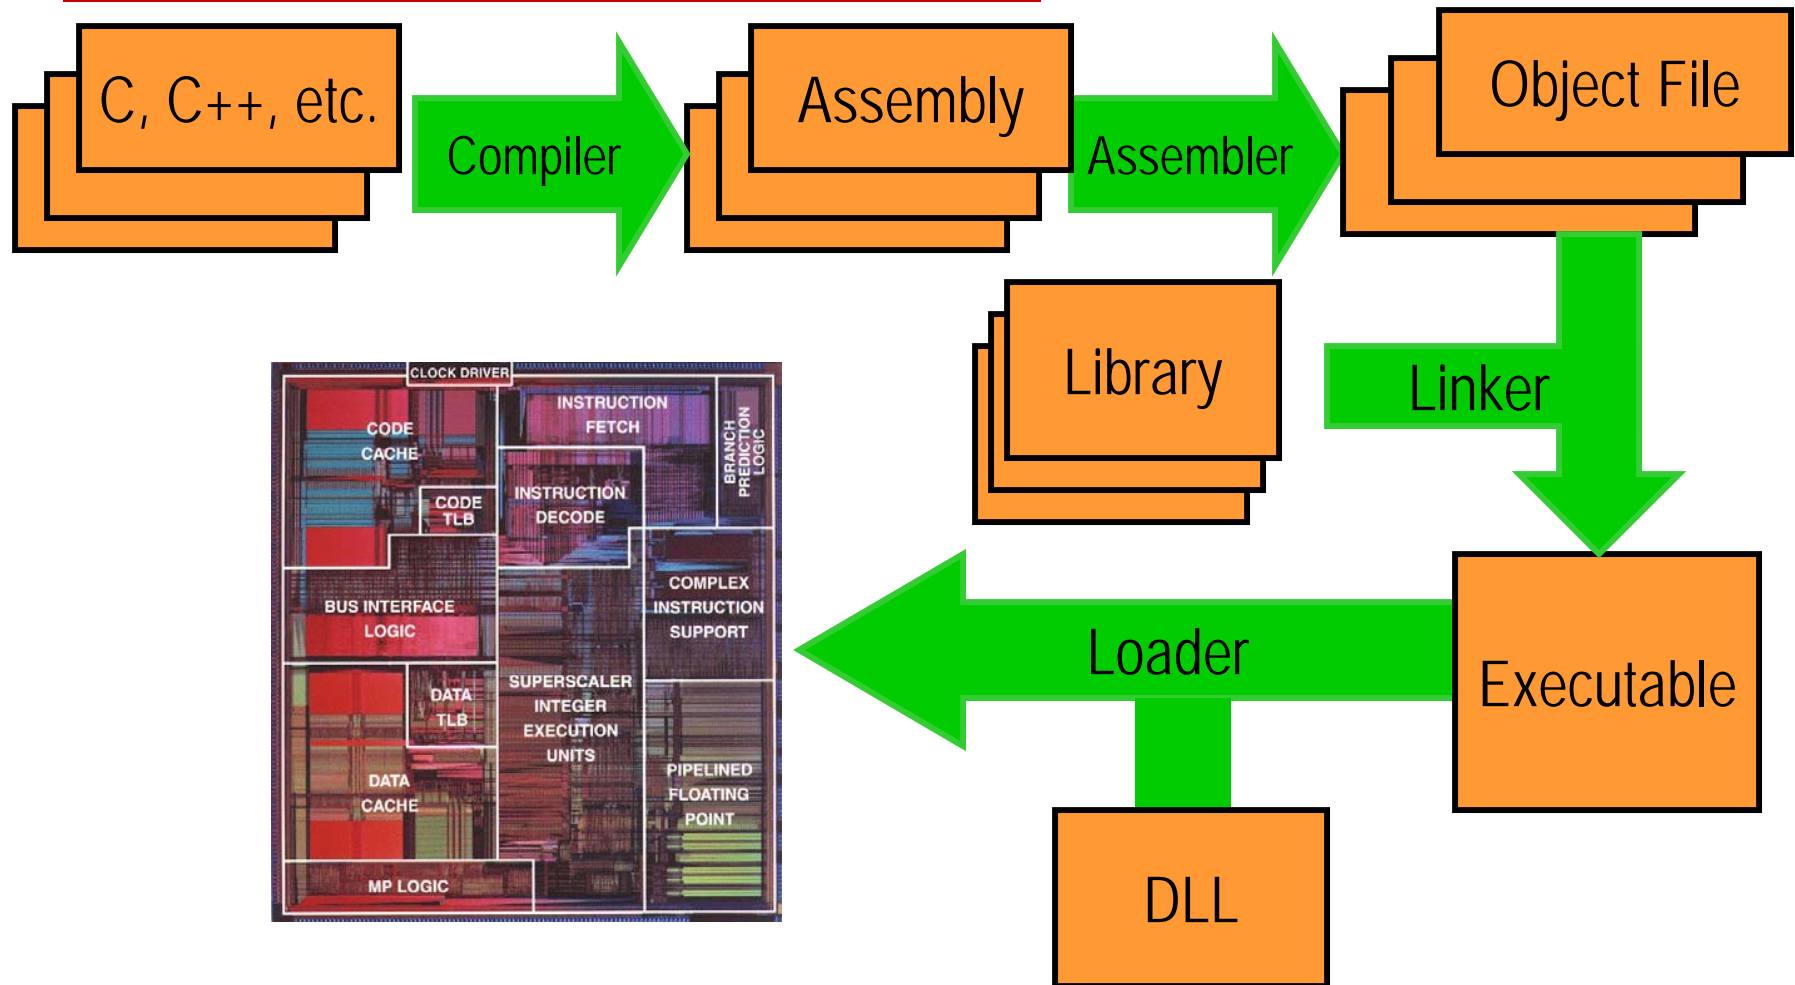 C, C++, etc.
Compiler
Assembly
Assembler
Object File
Library
Linker
CLOCK DRIVER
CODE
CACHE
INSTRUCTION
FETCH
BRANCH
PREDICTION
LOGIC
CODE
TLB
INSTRUCTION
DECODE
BUS INTERFACE
LOGIC
COMPLEX
INSTRUCTION
SUPPORT
DATA
TLB
SUPERSCALER
INTEGER
EXECUTION
UNITS
DATA
CACHE
PIPELINED
FLOATING
POINT
MP LOGIC
Loader
Executable
DLL